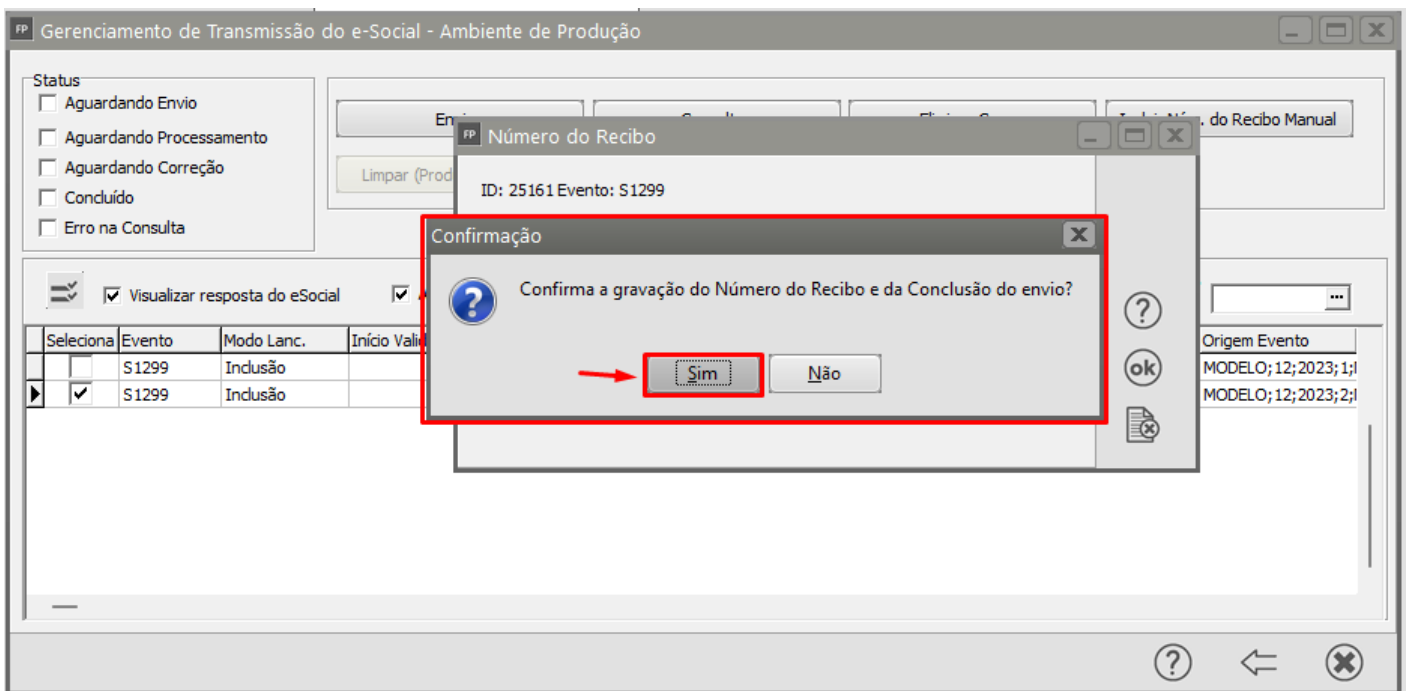 FP Gerenciamento de Transmissão do e-Social - Ambiente de Produção
Status
Aguardando Envio
Aguardando Processamento
Aguardando Correção
Concluído
Erro na Consulta
. do Recibo Manual
Limpar (Prod
FP Número do Recibo
ID: 25161 Evento: S1299
Confirmação
Confirma a gravação do Número do Recibo e da Conclusão do envio?
Sim
Não
ok
Visualizar resposta do eSocial
...
Seleciona Evento Modo Lanc. Início Valid Origem Evento
S1299 Inclusão MODELO;12;2023;1;
S1299 Inclusão MODELO;12;2023;2;